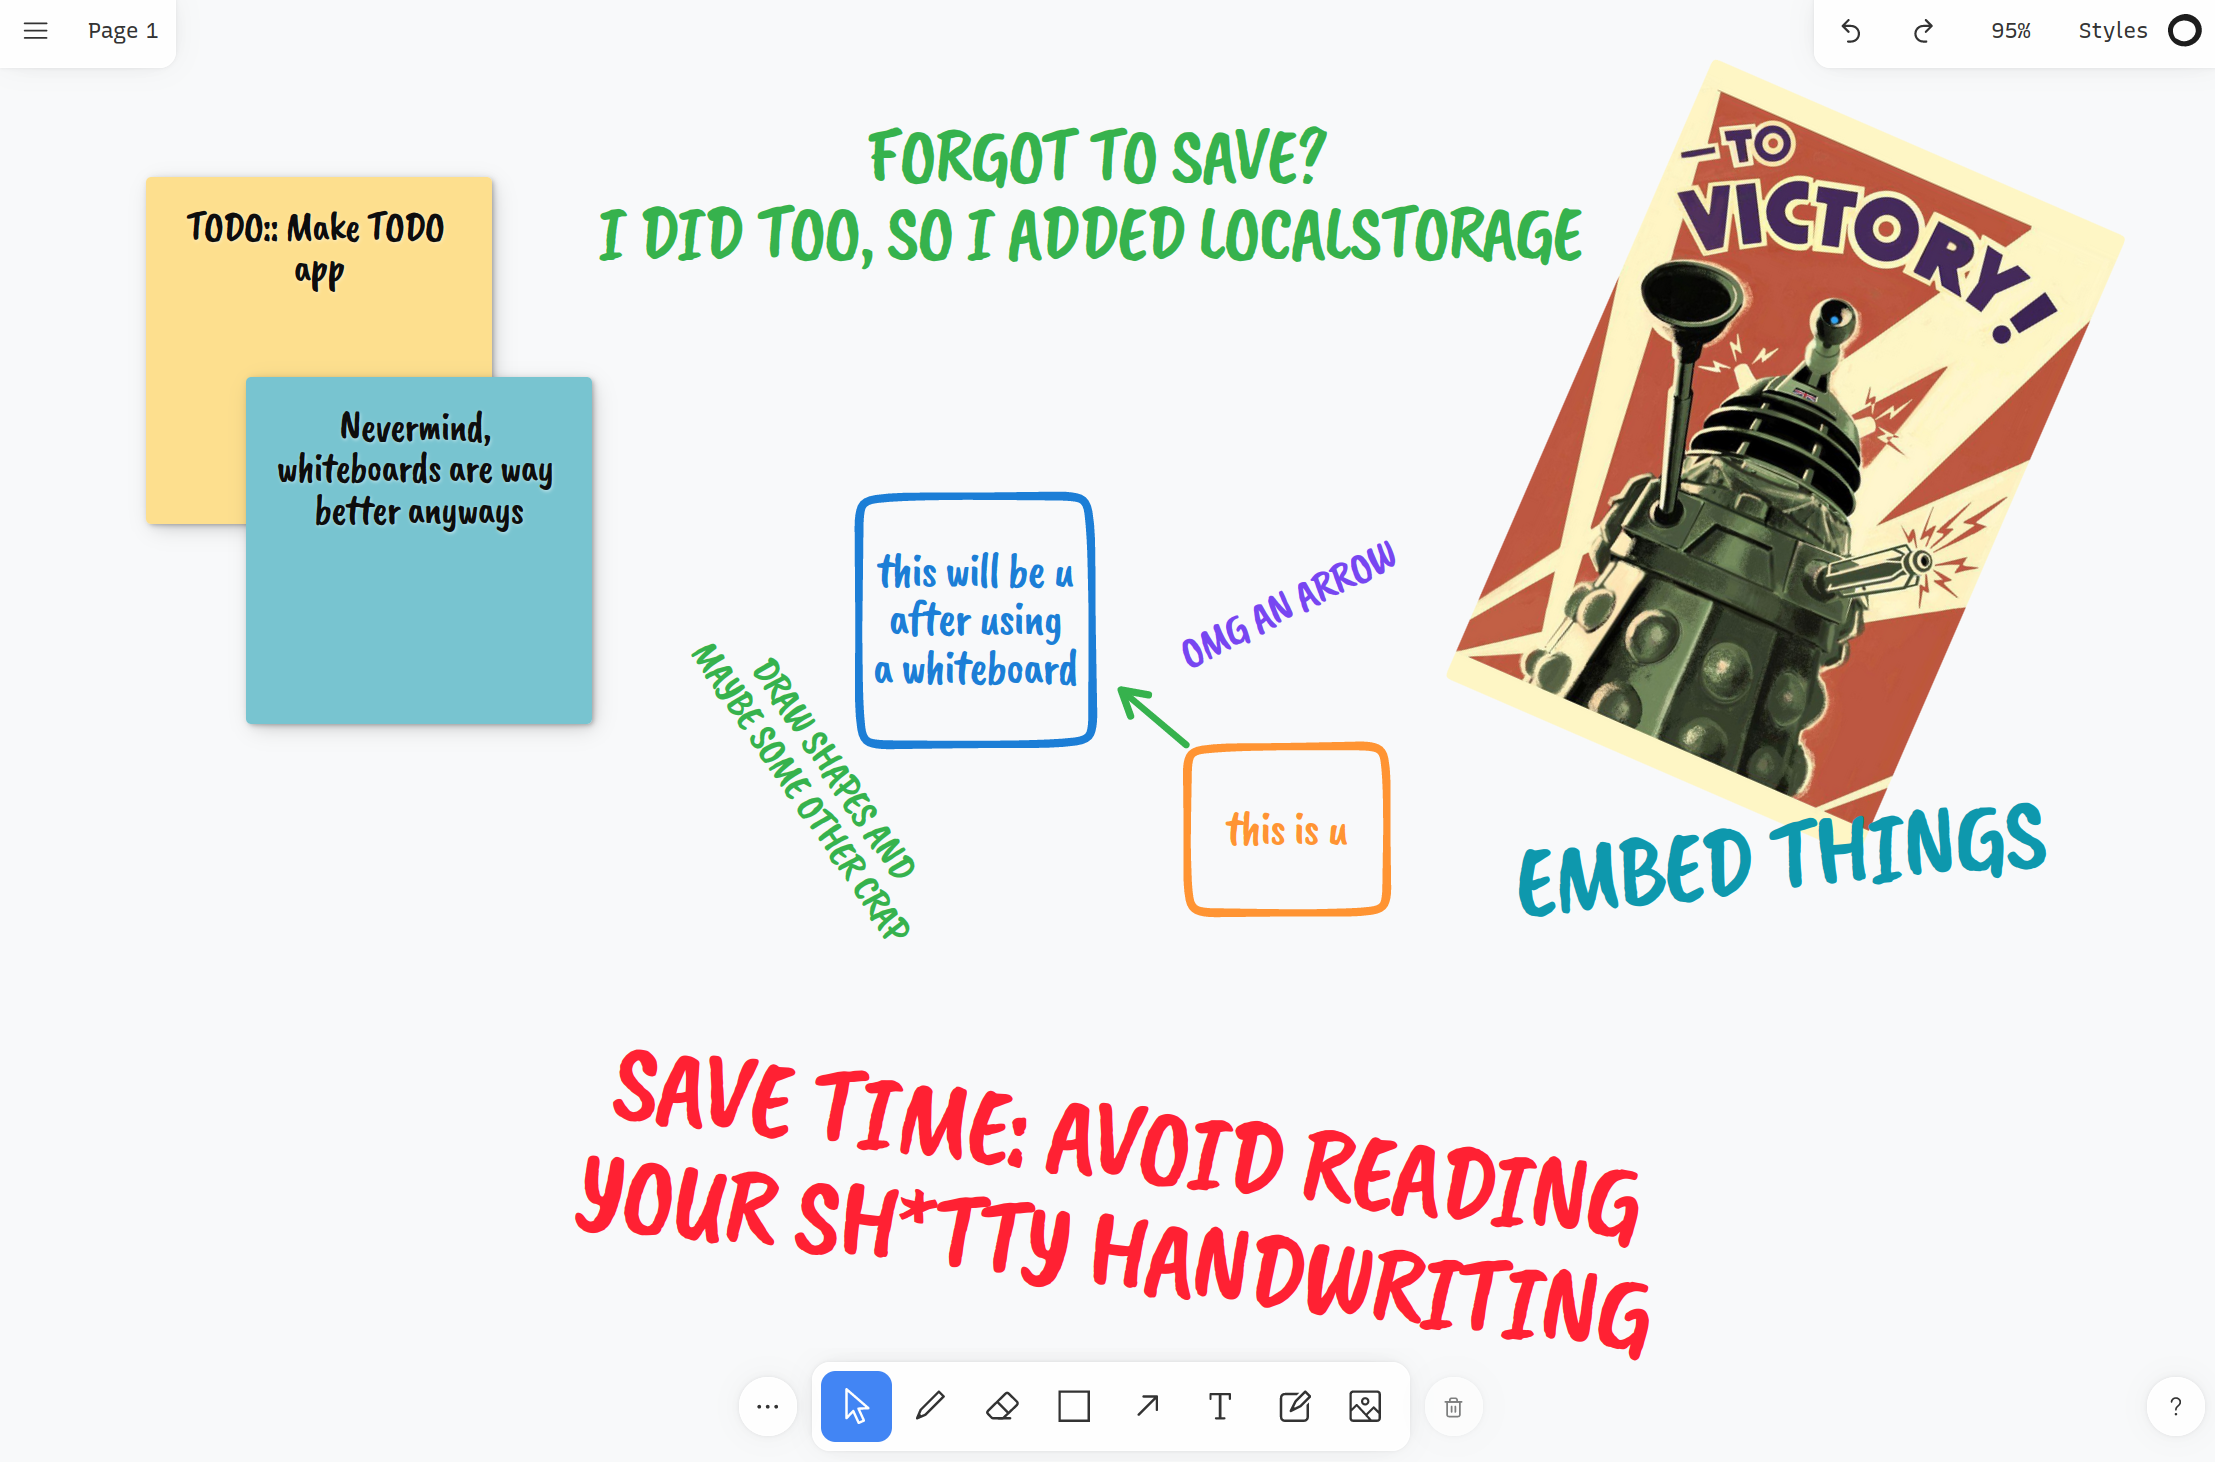 Page 1
95%
Styles
FORGOT TO SAVE?
I DID TOO, SO I ADDED LOCALSTORAGE
TODO:: Make TODO
app
Nevermind,
whiteboards are way
better anyways
– TO
VICTORY!
this will be u
after using
a whiteboard
OMG AN ARROW
DRAW SHAPES AND
MAYBE SOME OTHER CRAP
this is u
EMBED THINGS
SAVE TIME: AVOID READING
YOUR SH*TTY HANDWRITING
T
?